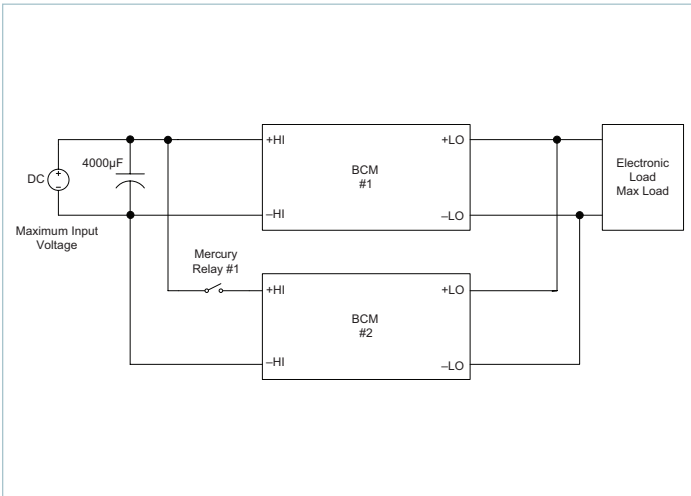 +HI
+LO
4000µF
BCM
#1
Electronic
Load
Max Load
DC
+
–
–HI
–LO
Maximum Input
Voltage
Mercury
Relay #1
+HI
+LO
BCM
#2
–HI
–LO